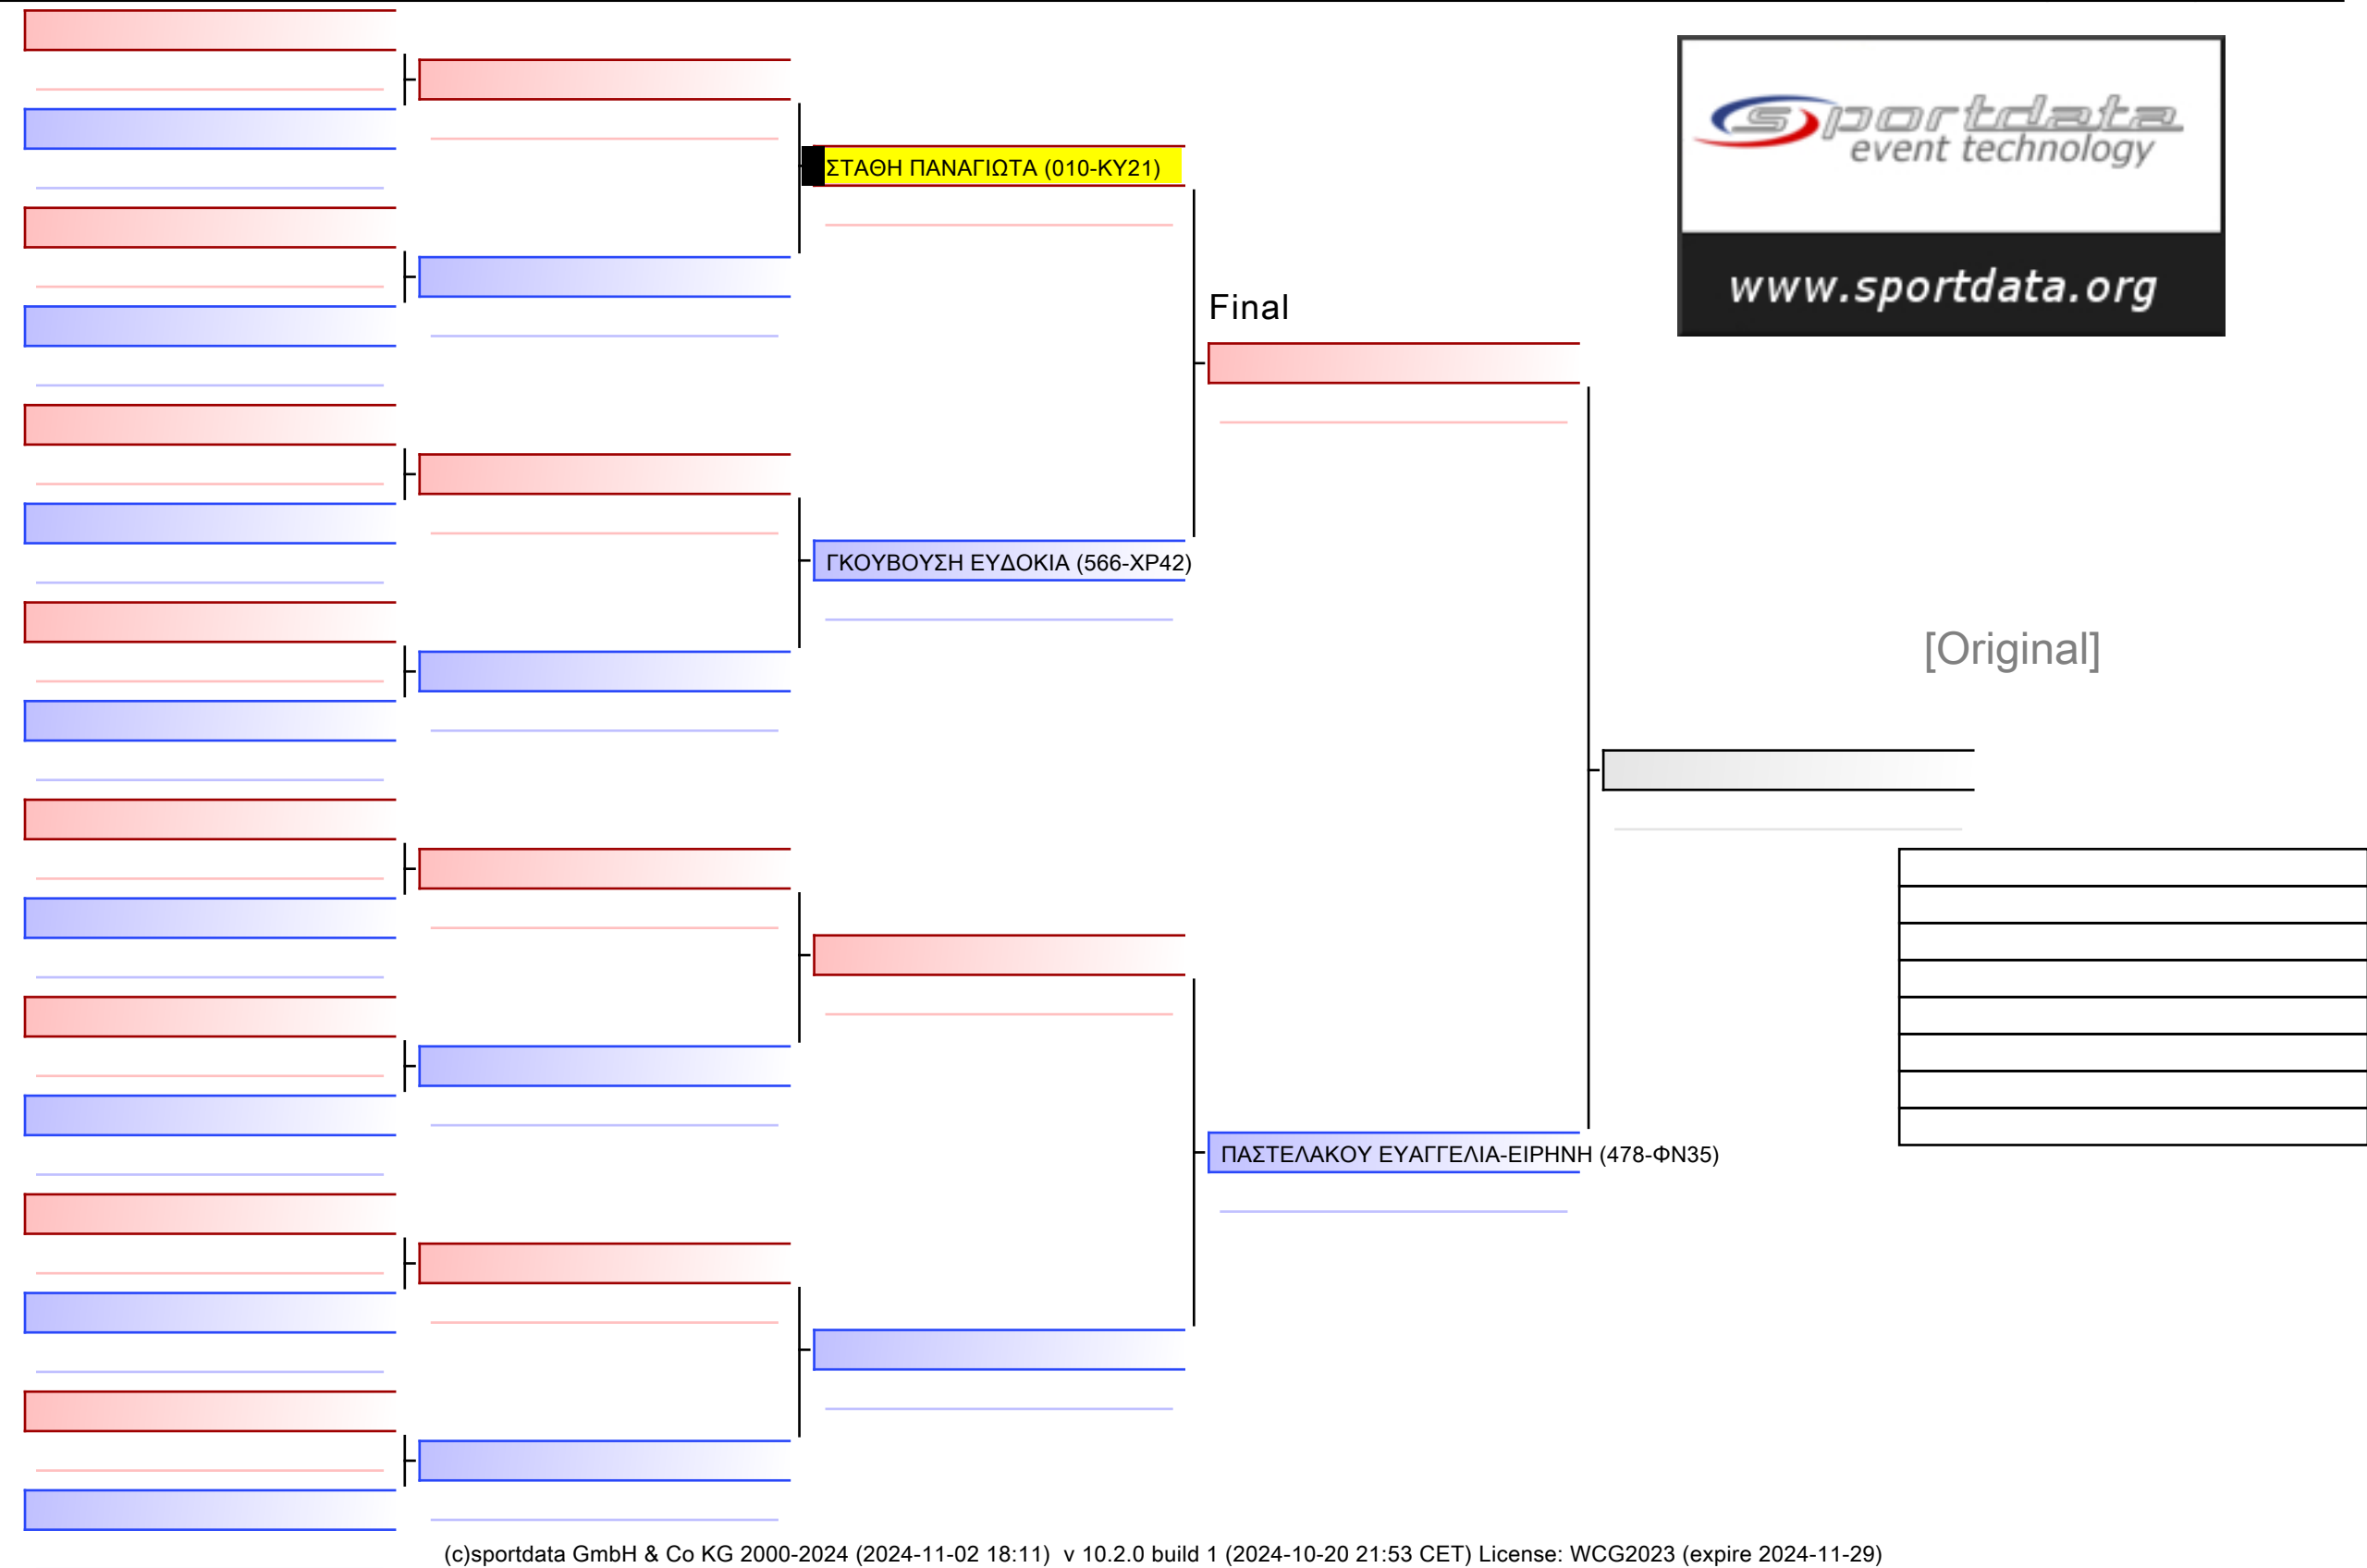 sportdata
event technology
www.sportdata.org
ΣΤΑΘΗ ΠΑΝΑΓΙΩΤΑ (010-ΚΥ21)
Final
ΓΚΟΥΒΟΥΣΗ ΕΥΔΟΚΙΑ (566-ΧΡ42)
[Original]
ΠΑΣΤΕΛΑΚΟΥ ΕΥΑΓΓΕΛΙΑ-ΕΙΡΗΝΗ (478-ΦΝ35)
(c)sportdata GmbH & Co KG 2000-2024 (2024-11-02 18:11) v 10.2.0 build 1 (2024-10-20 21:53 CET) License: WCG2023 (expire 2024-11-29)